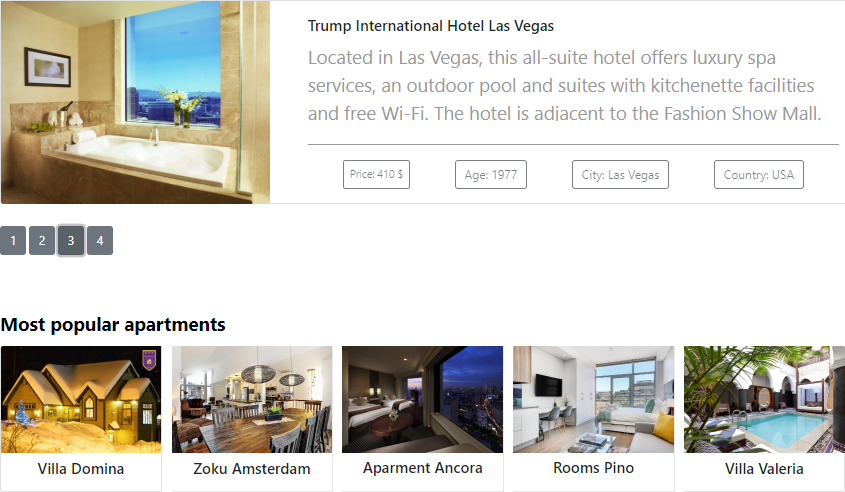 Trump International Hotel Las Vegas
Located in Las Vegas, this all-suite hotel offers luxury spa
services, an outdoor pool and suites with kitchenette facilities
and free Wi-Fi. The hotel is adjacent to the Fashion Show Mall.
Price: 410 $ Age: 1977 City: Las Vegas Country: USA
1 2 3 4
Most popular apartments
Villa Domina Zoku Amsterdam Aparment Ancora Rooms Pino Villa Valeria